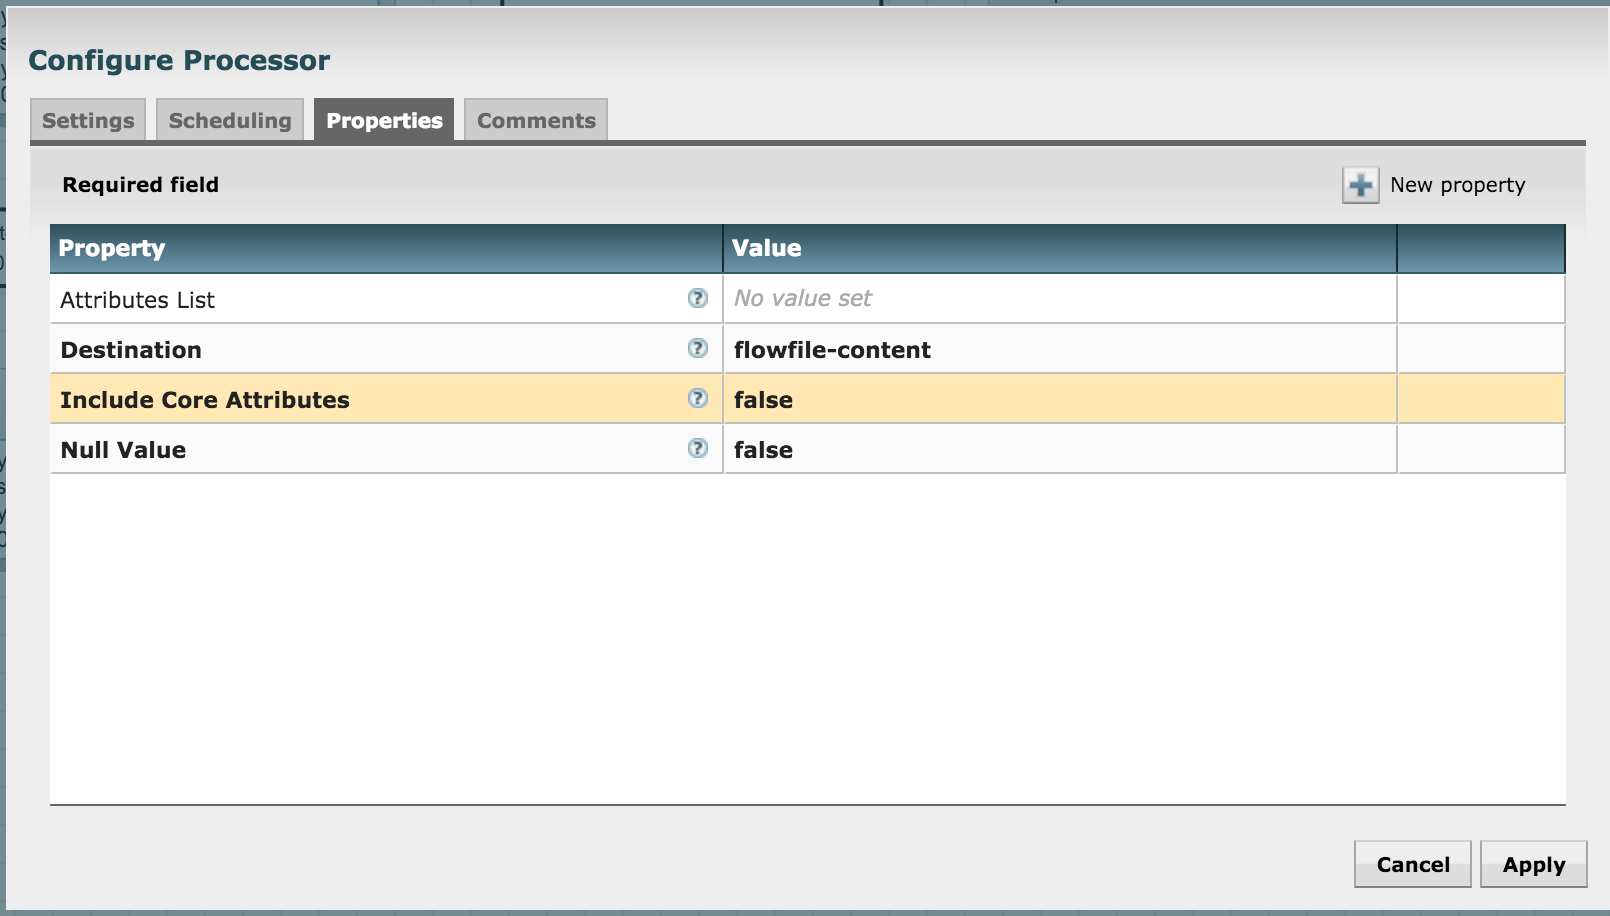 Configure Processor
Settings Scheduling Properties Comments
Required field New property
Property Value
Attributes List ? No value set
Destination ? flowfile-content
Include Core Attributes ? false
Null Value ? false
Cancel Apply